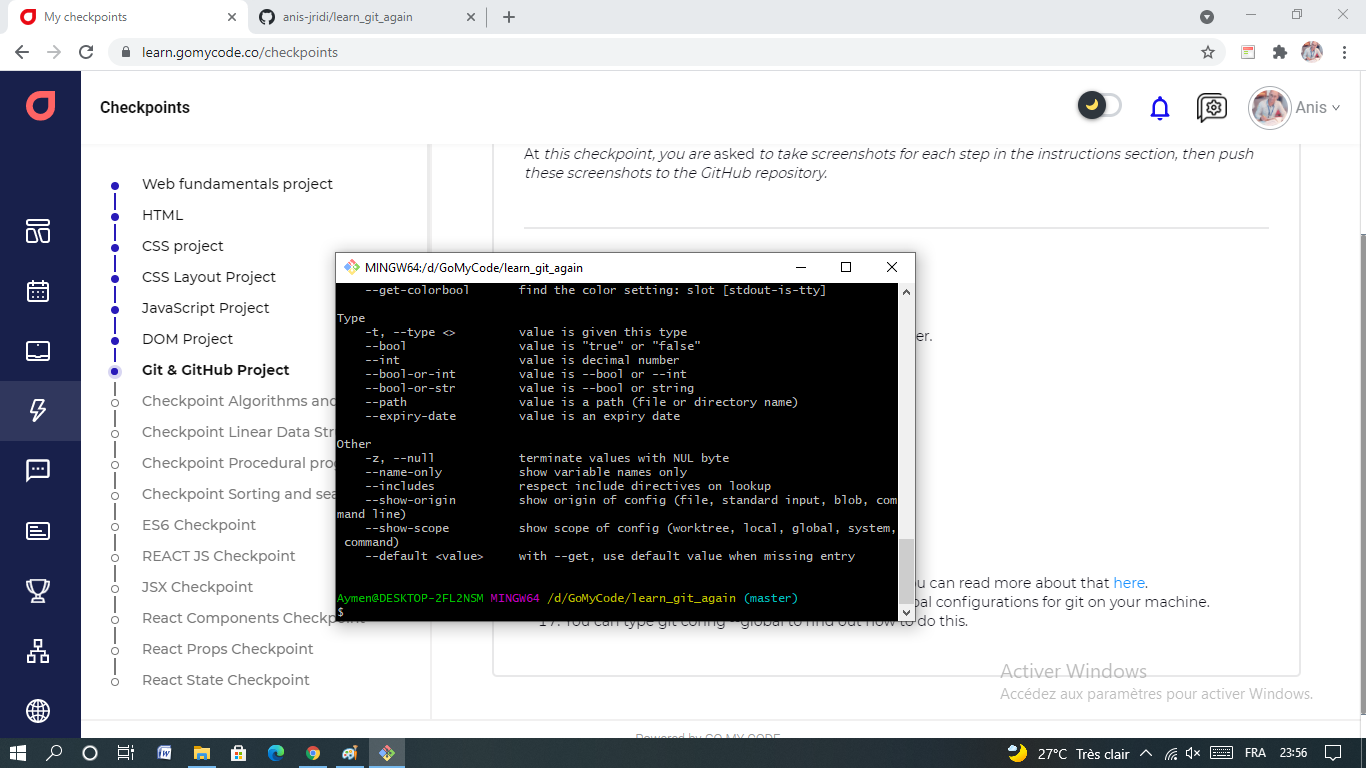 My checkpoints
anis-jridi/learn_git_again
learn.gomycode.co/checkpoints
Checkpoints
Anis
Web fundamentals project
HTML
CSS project
CSS Layout Project
JavaScript Project
DOM Project
Git & GitHub Project
Checkpoint Algorithms and
Checkpoint Linear Data Str
Checkpoint Procedural pro
Checkpoint Sorting and sea
ES6 Checkpoint
REACT JS Checkpoint
JSX Checkpoint
React Components Checkpoint
React Props Checkpoint
React State Checkpoint
At this checkpoint, you are asked to take screenshots for each step in the instructions section, then push
these screenshots to the GitHub repository.
er.
MINGW64:/d/GoMyCode/learn_git_again
--get-colorbool find the color setting: slot [stdout-is-tty]
Type
-t, --type <> value is given this type
--bool value is "true" or "false"
--int value is decimal number
--bool-or-int value is --bool or --int
--bool-or-str value is --bool or string
--path value is a path (file or directory name)
--expiry-date value is an expiry date
Other
-z, --null terminate values with NUL byte
--name-only show variable names only
--includes respect include directives on lookup
--show-origin show origin of config (file, standard input, blob, com
mand line)
--show-scope show scope of config (worktree, local, global, system,
command)
--default <value> with --get, use default value when missing entry
Aymen@DESKTOP-2FL2NSM MINGW64 /d/GoMyCode/learn_git_again (master)
$
u can read more about that here.
bal configurations for git on your machine.
17. You can type git config --global to find out how to do this.
Activer Windows
Accédez aux paramètres pour activer Windows.
Powered by GO MY CODE
27°C Très clair
FRA
23:56